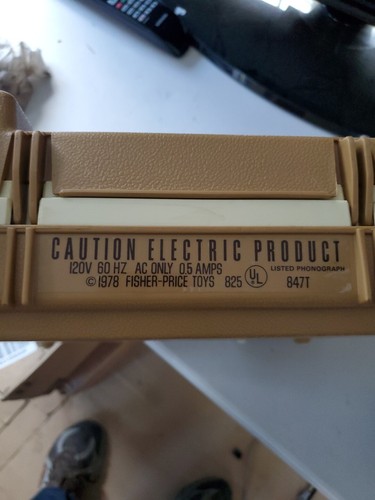 CAUTION ELECTRIC PRODUCT
120V 60 HZ AC ONLY 0.5 AMPS
©1978 FISHER-PRICE TOYS 825 UL LISTED PHONOGRAPH 847T